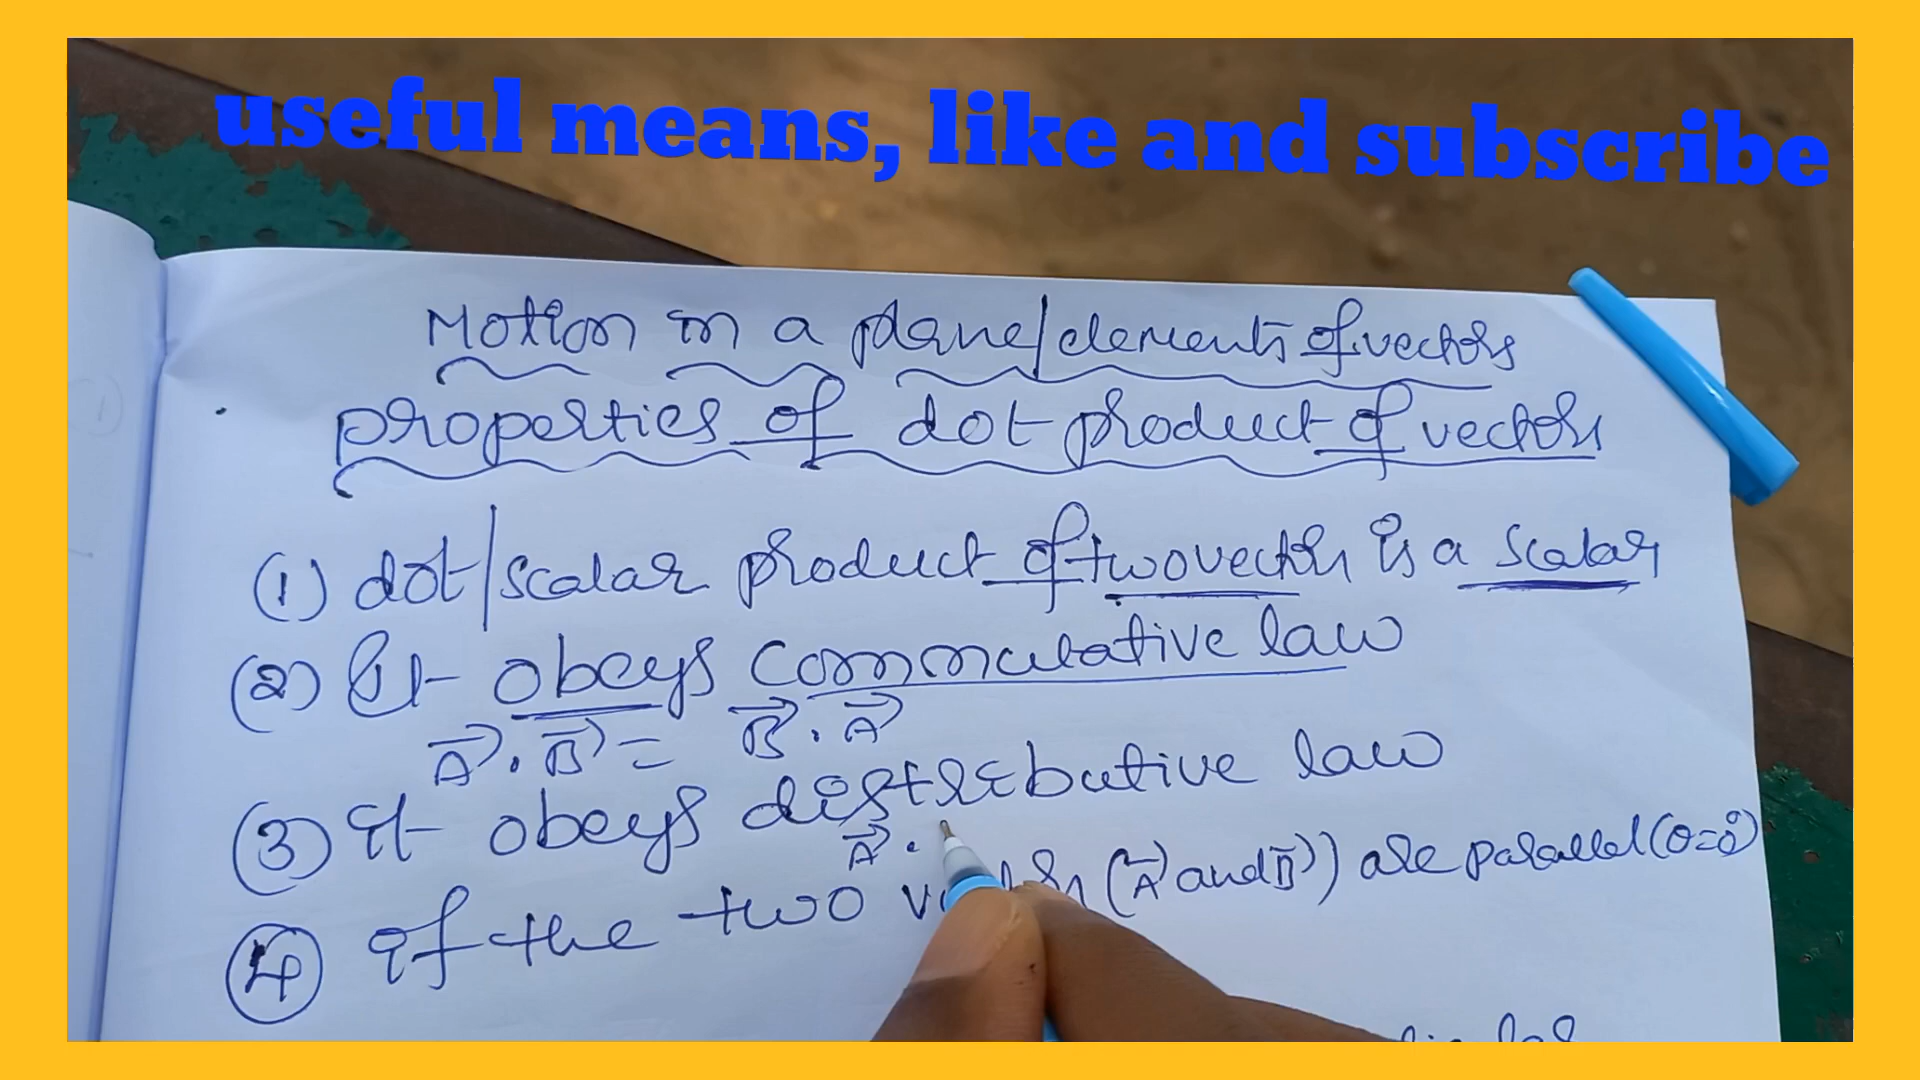 useful means, like and subscribe
Motion in a plane/elements of vectors
properties of dot product of vectors
(1) dot/scalar product of two vectors is a scalar
(2) It obeys commutative law
A⃗ . B⃗ = B⃗ . A⃗
(3) It obeys distributive law
A⃗ .
(4) if the two (A⃗ and B⃗) are parallel (θ=0°)